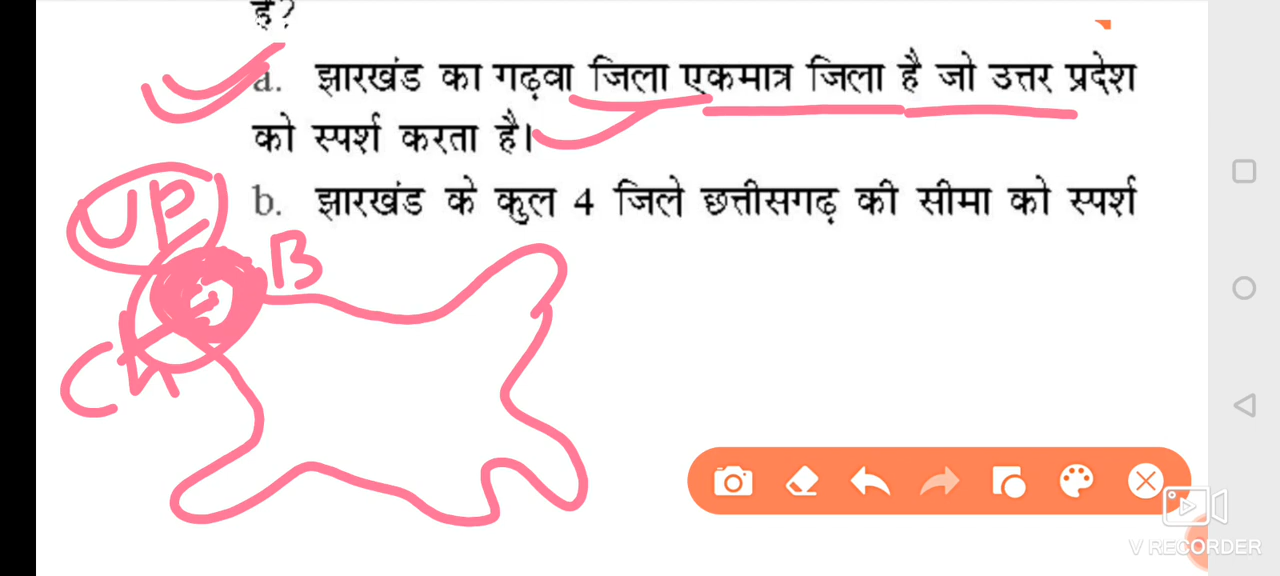 है?
a. झारखंड का गढ़वा जिला एकमात्र जिला है जो उत्तर प्रदेश
को स्पर्श करता है।
b. झारखंड के कुल 4 जिले छत्तीसगढ़ की सीमा को स्पर्श
UP
B
V RECORDER